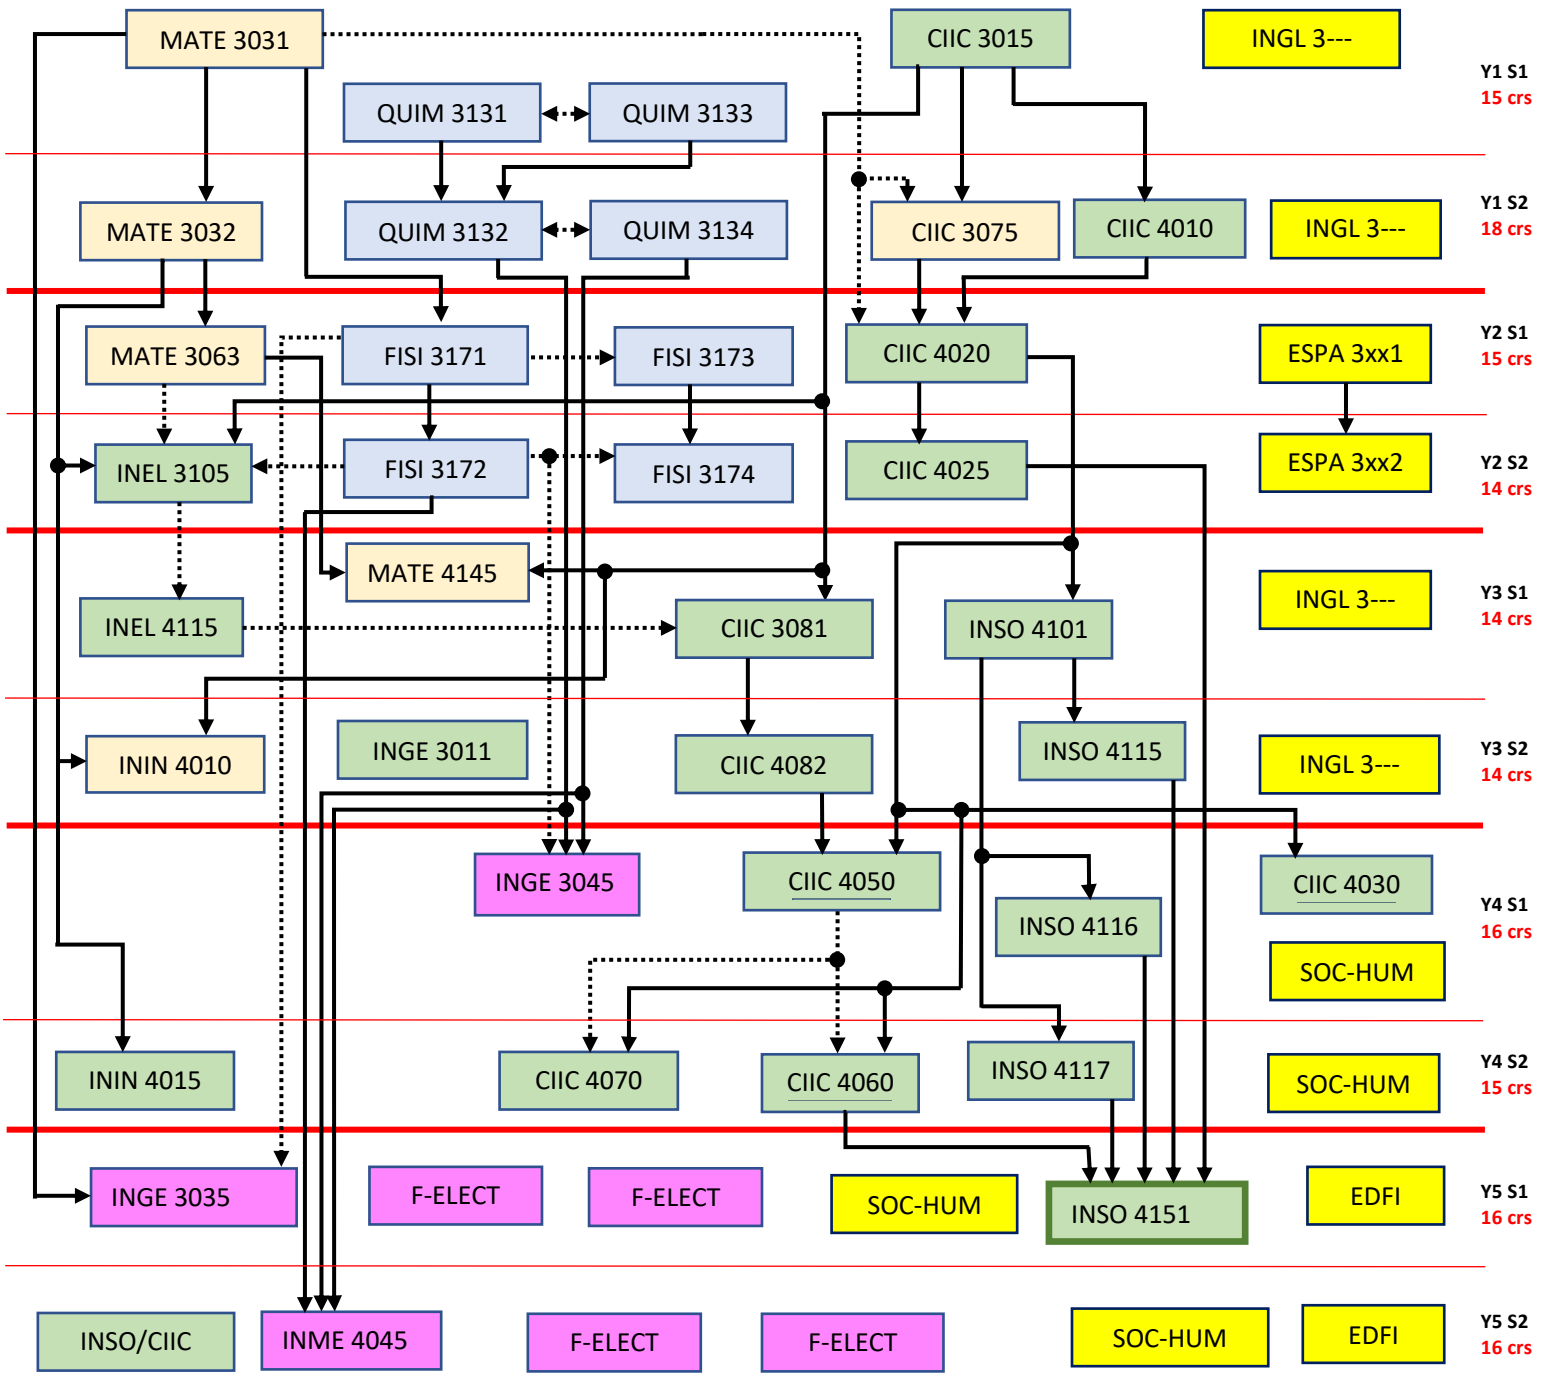 MATE 3031
CIIC 3015
INGL 3---
Y1 S1
15 crs
QUIM 3131
QUIM 3133
MATE 3032
QUIM 3132
QUIM 3134
CIIC 3075
CIIC 4010
INGL 3---
Y1 S2
18 crs
MATE 3063
FISI 3171
FISI 3173
CIIC 4020
ESPA 3xx1
Y2 S1
15 crs
INEL 3105
FISI 3172
FISI 3174
CIIC 4025
ESPA 3xx2
Y2 S2
14 crs
MATE 4145
INEL 4115
CIIC 3081
INSO 4101
INGL 3---
Y3 S1
14 crs
ININ 4010
INGE 3011
CIIC 4082
INSO 4115
INGL 3---
Y3 S2
14 crs
INGE 3045
CIIC 4050
CIIC 4030
INSO 4116
Y4 S1
16 crs
SOC-HUM
ININ 4015
CIIC 4070
CIIC 4060
INSO 4117
SOC-HUM
Y4 S2
15 crs
INGE 3035
F-ELECT
F-ELECT
SOC-HUM
INSO 4151
EDFI
Y5 S1
16 crs
INSO/CIIC
INME 4045
F-ELECT
F-ELECT
SOC-HUM
EDFI
Y5 S2
16 crs